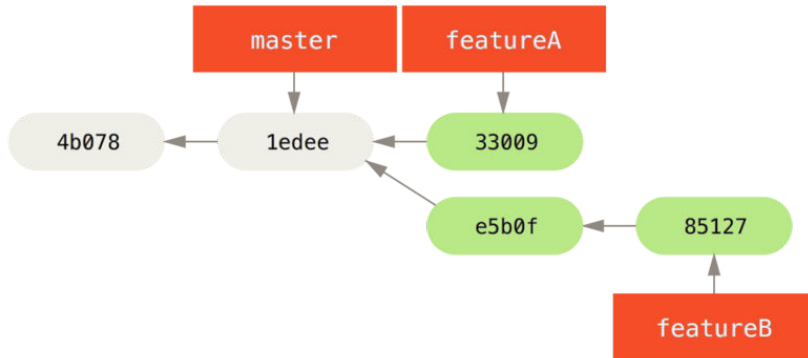 master
featureA
4b078
1edee
33009
e5b0f
85127
featureB